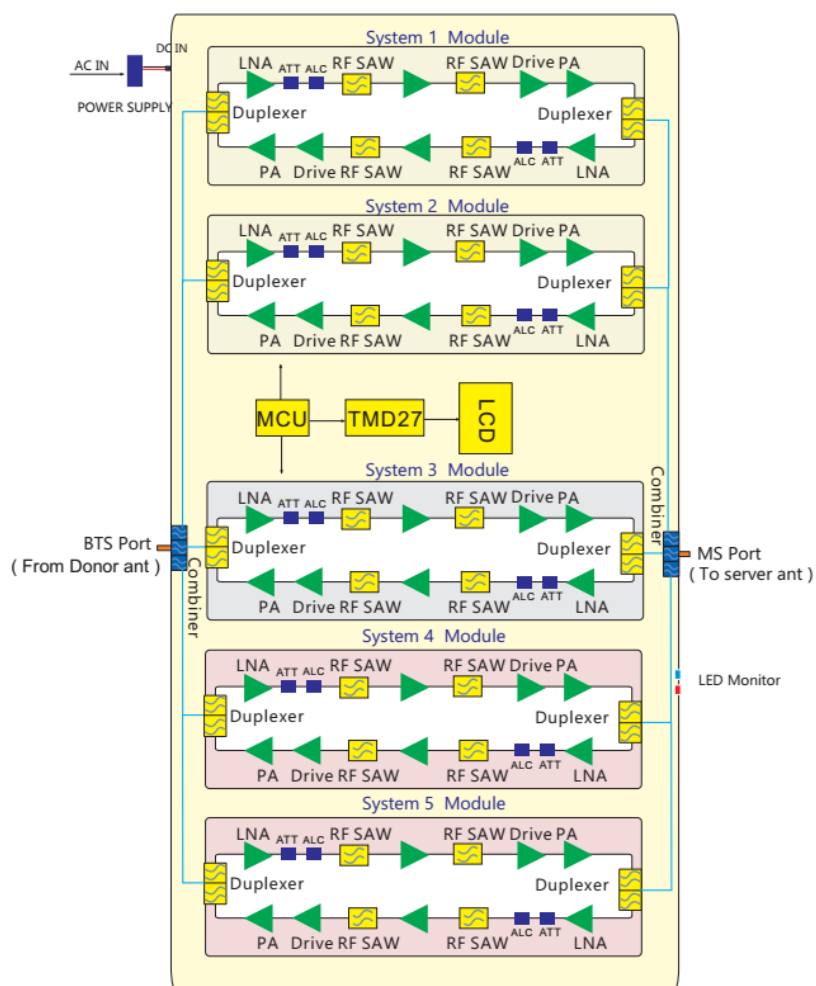 System 1 Module
DC IN
AC IN
POWER SUPPLY
LNA ATT ALC RF SAW RF SAW Drive PA
Duplexer Duplexer
PA Drive RF SAW RF SAW ALC ATT LNA
System 2 Module
LNA ATT ALC RF SAW RF SAW Drive PA
Duplexer Duplexer
PA Drive RF SAW RF SAW ALC ATT LNA
MCU TMD27 LCD
System 3 Module
LNA ATT ALC RF SAW RF SAW Drive PA
Duplexer Duplexer
PA Drive RF SAW RF SAW ALC ATT LNA
BTS Port
( From Donor ant )
Combiner
Combiner
MS Port
( To server ant )
System 4 Module
LNA ATT ALC RF SAW RF SAW Drive PA
Duplexer Duplexer
PA Drive RF SAW RF SAW ALC ATT LNA
LED Monitor
System 5 Module
LNA ATT ALC RF SAW RF SAW Drive PA
Duplexer Duplexer
PA Drive RF SAW RF SAW ALC ATT LNA